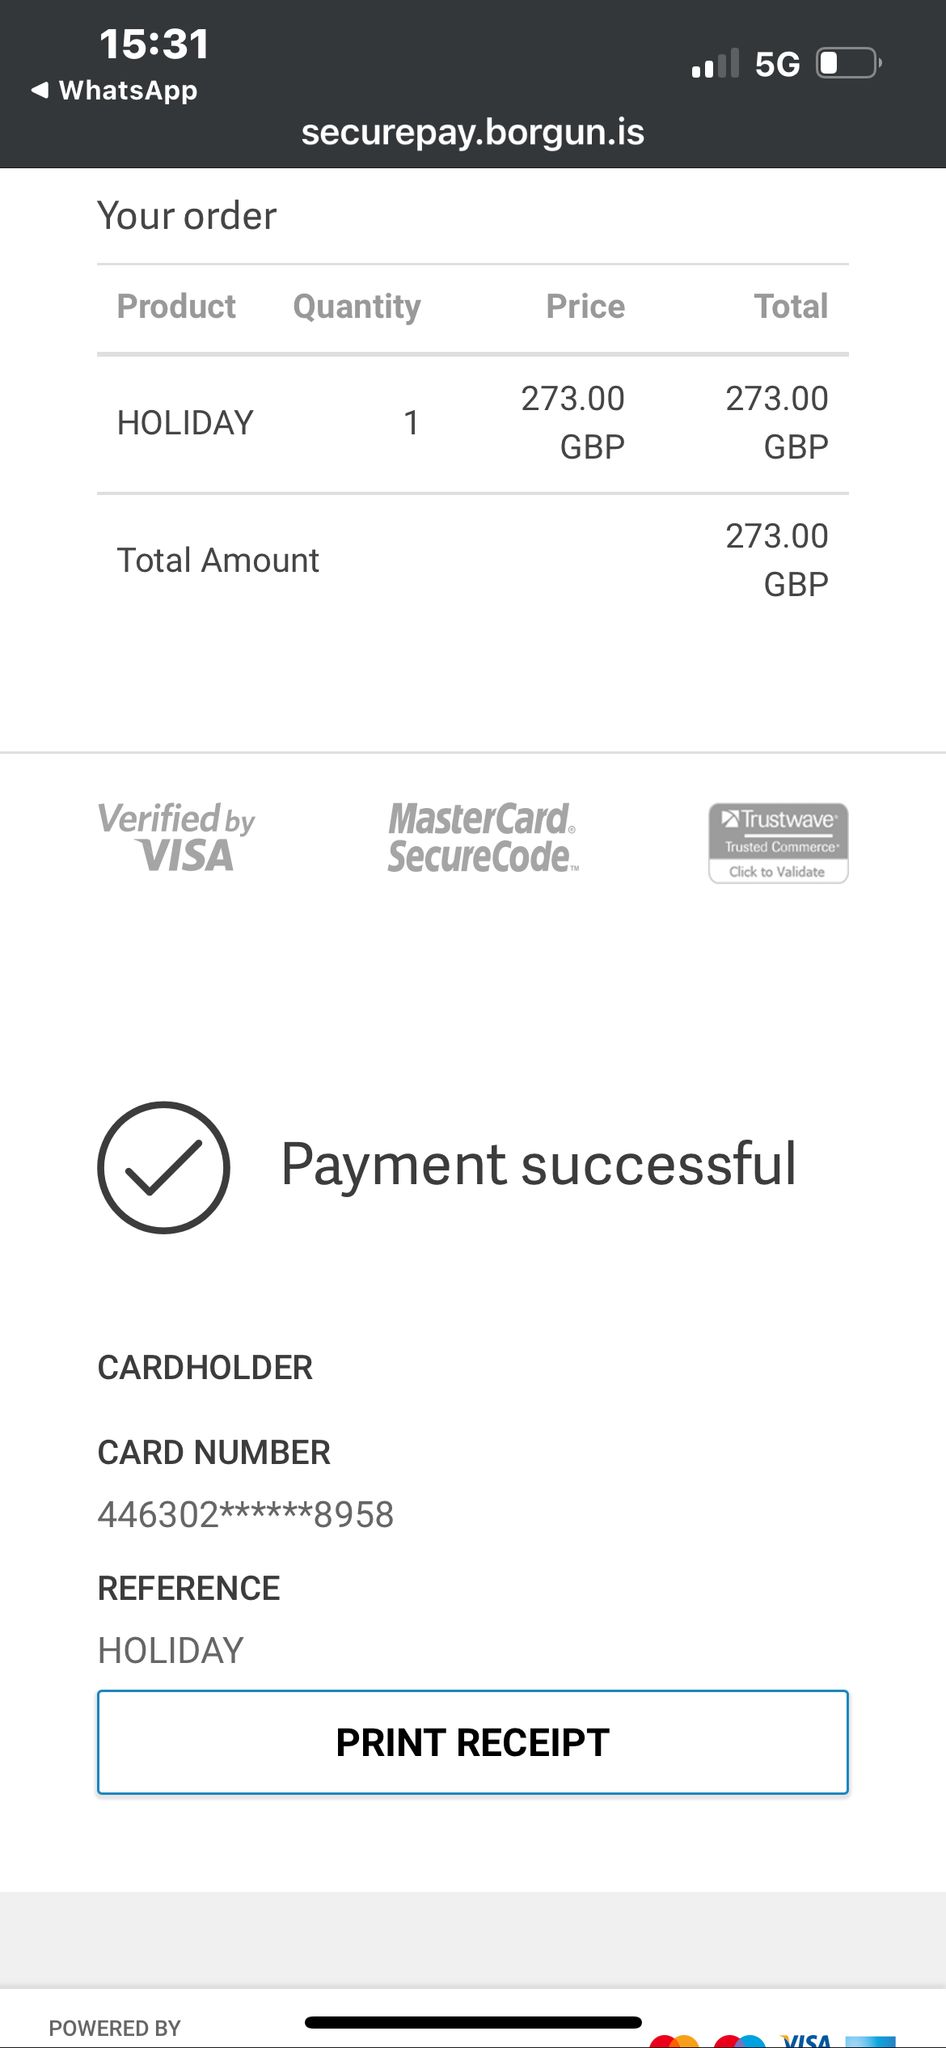 15:31
5G
◀ WhatsApp
securepay.borgun.is
Your order
Product Quantity Price Total
HOLIDAY 1 273.00 GBP 273.00 GBP
Total Amount 273.00 GBP
Verified by VISA
MasterCard® SecureCode™
Trustwave®
Trusted Commerce®
Click to Validate
Payment successful
CARDHOLDER
CARD NUMBER
446302******8958
REFERENCE
HOLIDAY
PRINT RECEIPT
POWERED BY
VISA